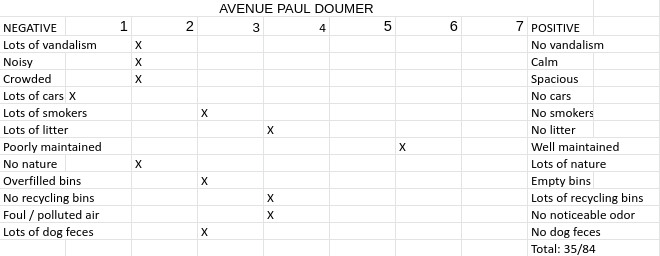 AVENUE PAUL DOUMER
NEGATIVE 1 2 3 4 5 6 7 POSITIVE
Lots of vandalism X No vandalism
Noisy X Calm
Crowded X Spacious
Lots of cars X No cars
Lots of smokers X No smokers
Lots of litter X No litter
Poorly maintained X Well maintained
No nature X Lots of nature
Overfilled bins X Empty bins
No recycling bins X Lots of recycling bins
Foul / polluted air X No noticeable odor
Lots of dog feces X No dog feces
Total: 35/84